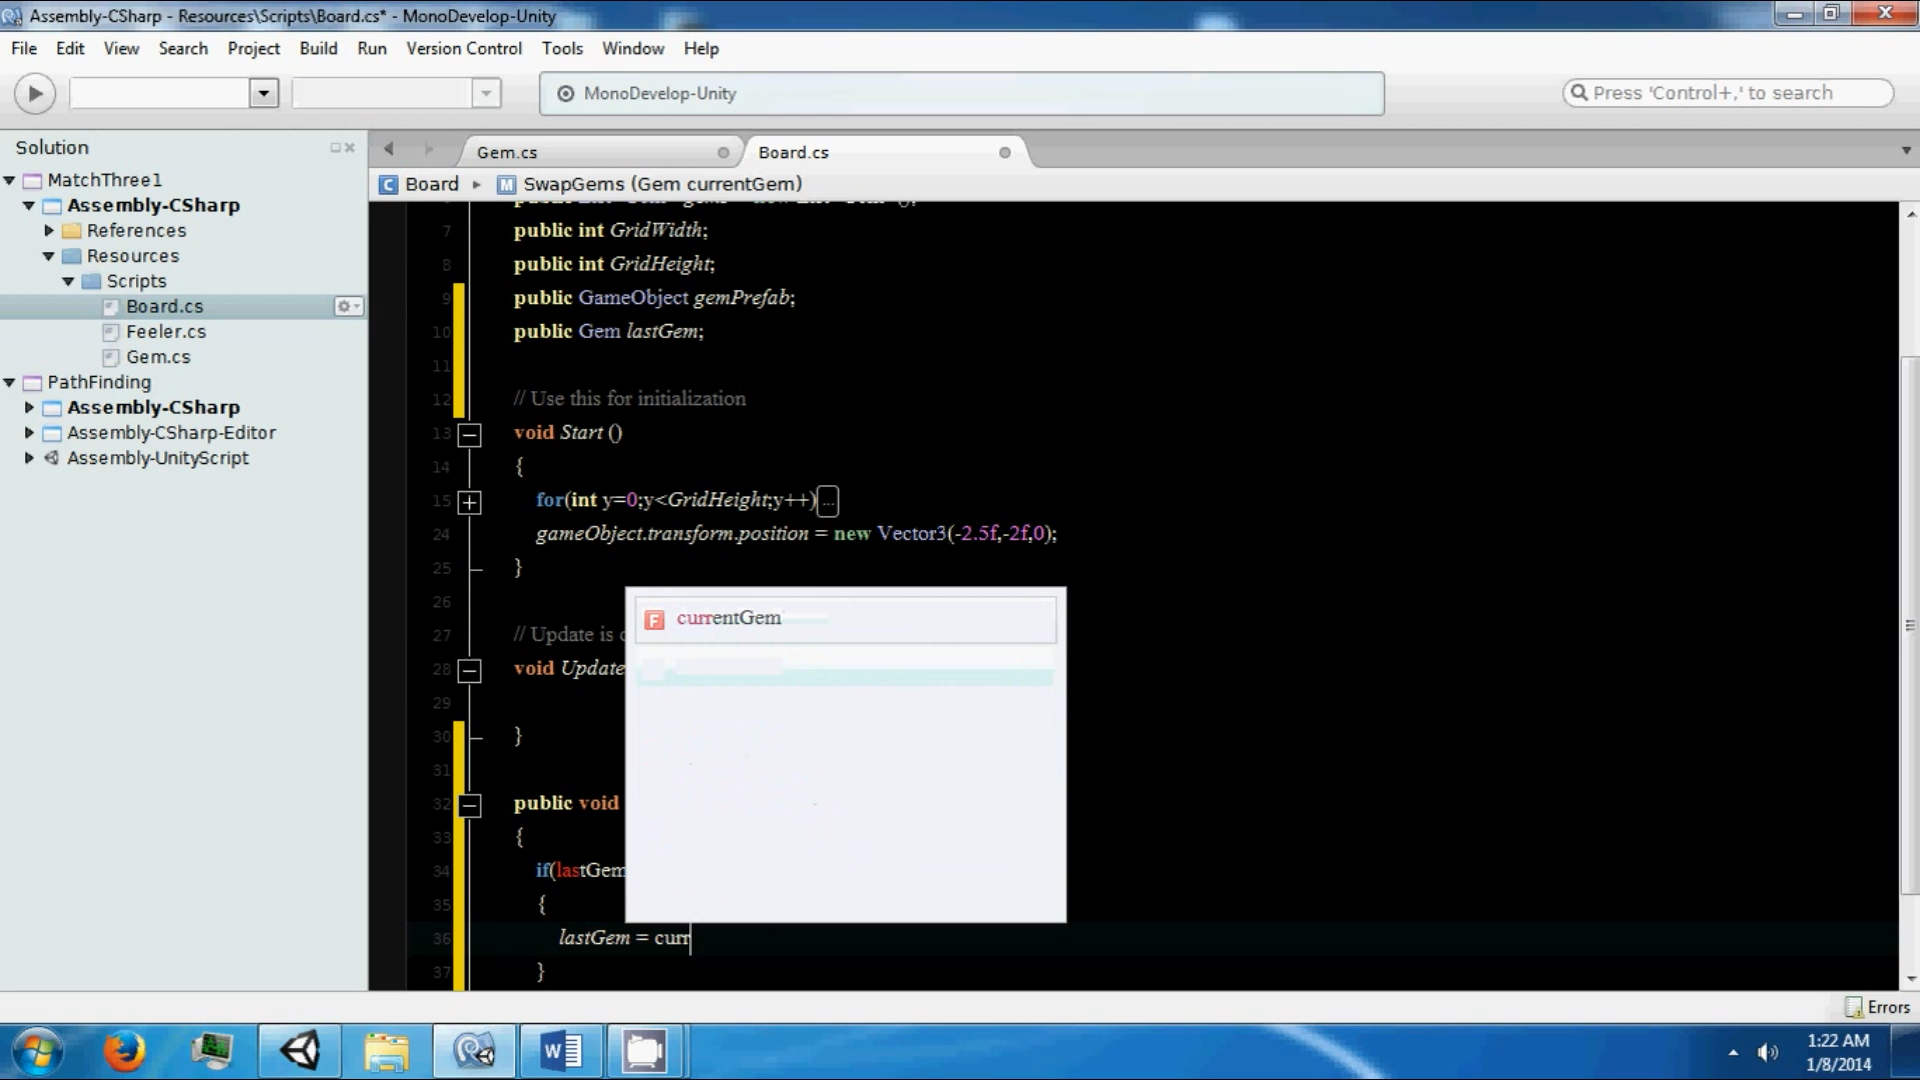 Assembly-CSharp - Resources\Scripts\Board.cs* - MonoDevelop-Unity
File Edit View Search Project Build Run Version Control Tools Window Help
MonoDevelop-Unity
Press 'Control+,' to search
Solution
MatchThree1
Assembly-CSharp
References
Resources
Scripts
Board.cs
Feeler.cs
Gem.cs
PathFinding
Assembly-CSharp
Assembly-CSharp-Editor
Assembly-UnityScript
Gem.cs
Board.cs
Board SwapGems (Gem currentGem)
7 public int GridWidth;
8 public int GridHeight;
9 public GameObject gemPrefab;
10 public Gem lastGem;
11
12 // Use this for initialization
13 void Start ()
14 {
15 for(int y=0;y<GridHeight;y++)...
24 gameObject.transform.position = new Vector3(-2.5f,-2f,0);
25 }
26
27 // Update is
28 void Update
29
30 }
31
32 public void
33 {
34 if(lastGem
35 {
36 lastGem = curr
37 }
currentGem
Errors
1:22 AM
1/8/2014